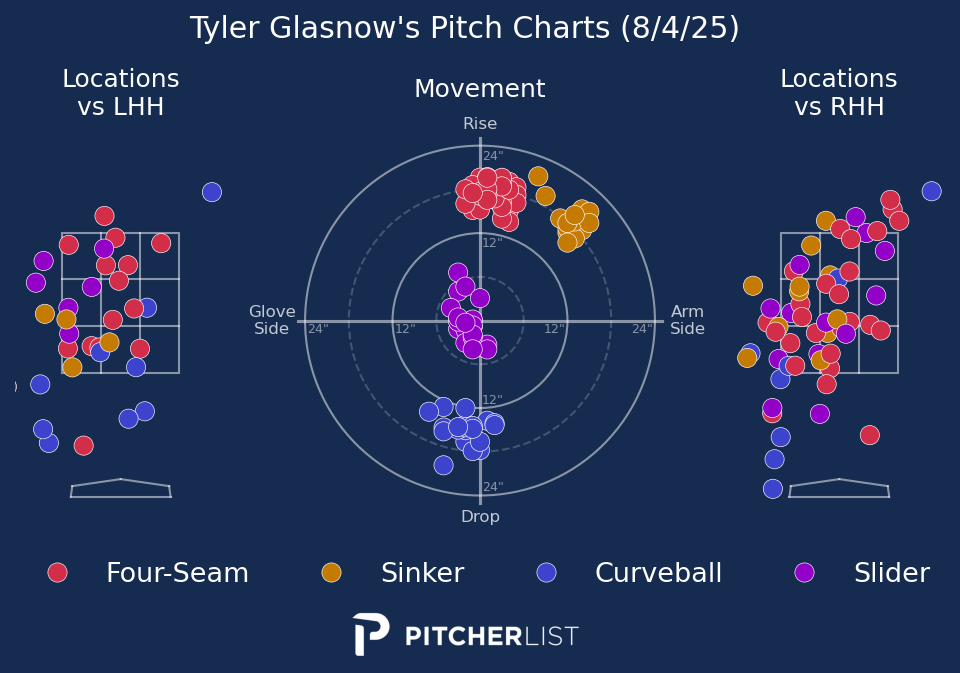 Tyler Glasnow's Pitch Charts (8/4/25)
Locations
vs LHH
Movement
Locations
vs RHH
Rise
24"
12"
Glove
Side
24"
12"
12"
24"
Arm
Side
12"
24"
Drop
Four-Seam
Sinker
Curveball
Slider
PITCHERLIST